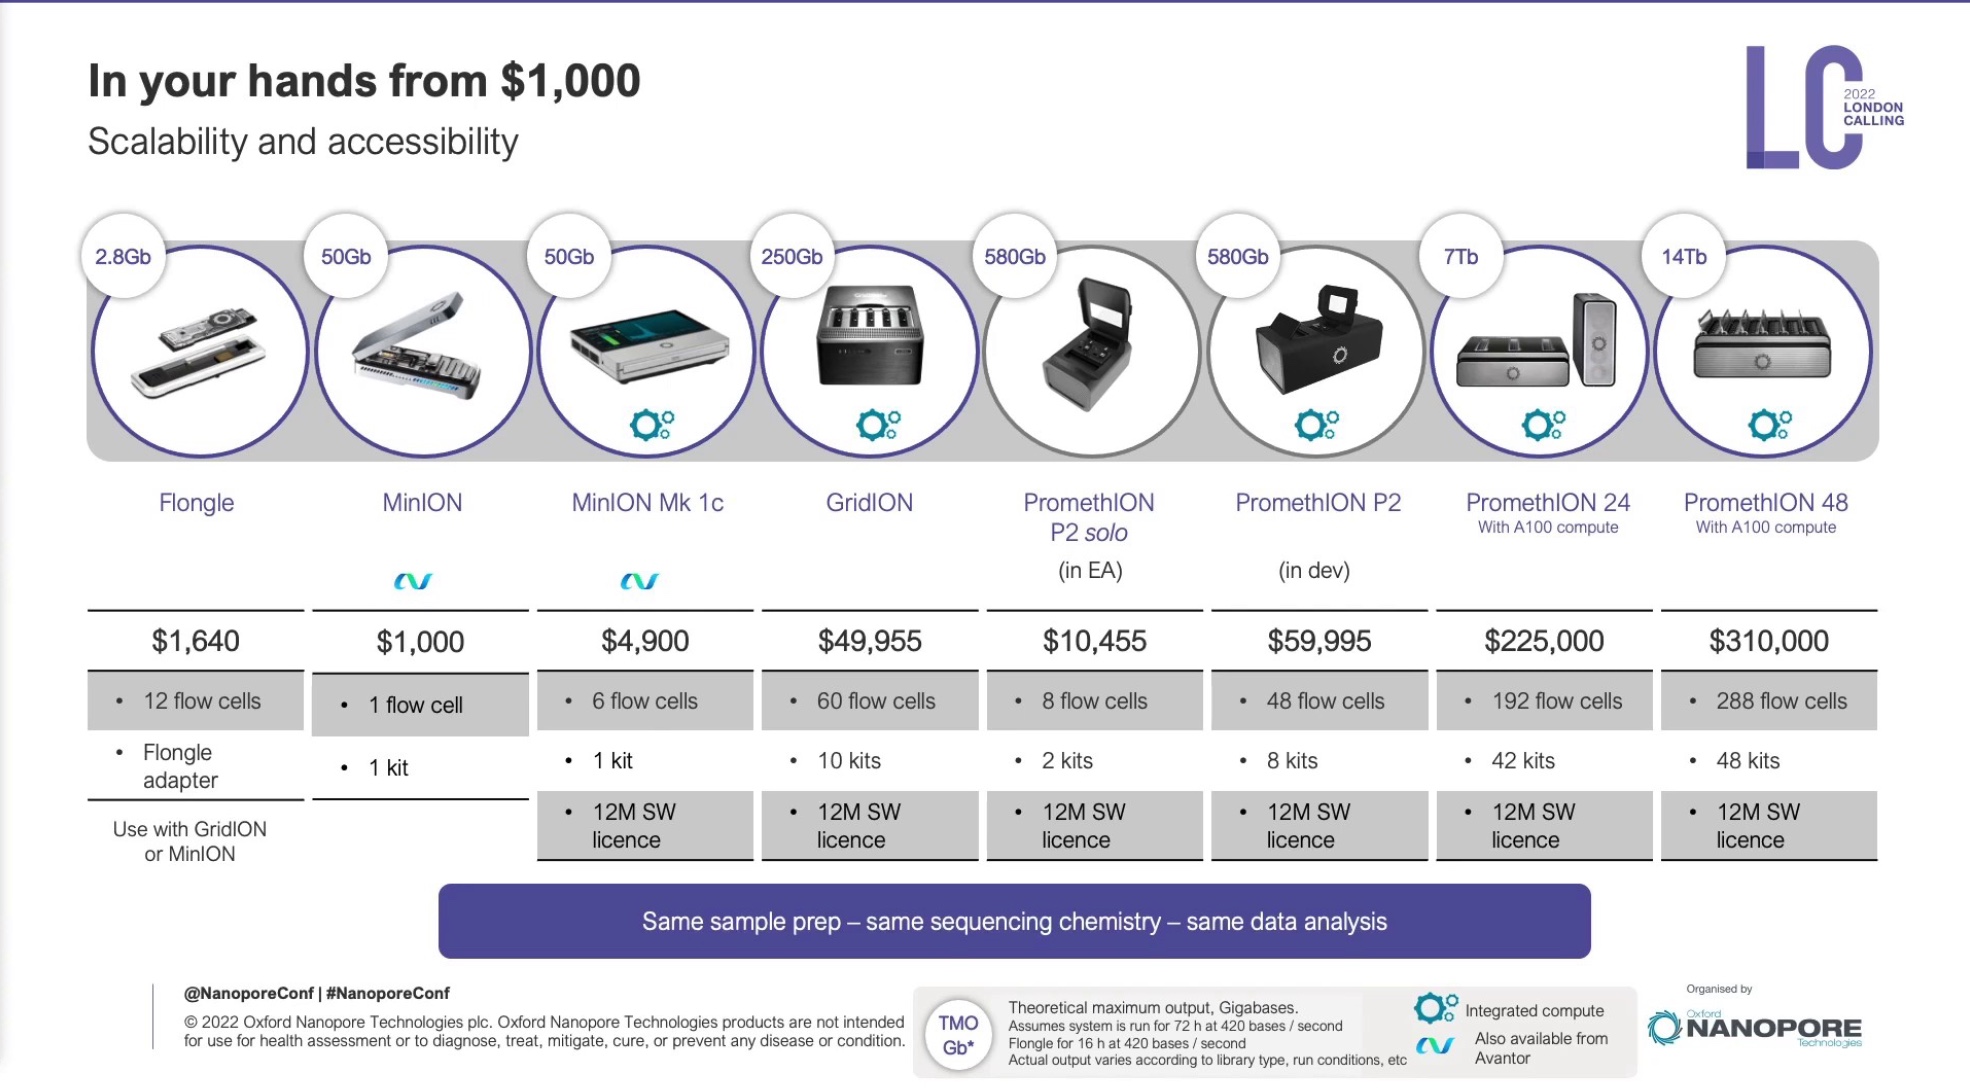 In your hands from $1,000
Scalability and accessibility
LC
2022
LONDON
CALLING
2.8Gb
50Gb
50Gb
250Gb
580Gb
580Gb
7Tb
14Tb
Flongle
MinION
MinION Mk 1c
GridION
PromethION
P2 solo
(in EA)
PromethION P2
(in dev)
PromethION 24
With A100 compute
PromethION 48
With A100 compute
$1,640
$1,000
$4,900
$49,955
$10,455
$59,995
$225,000
$310,000
• 12 flow cells
• 1 flow cell
• 6 flow cells
• 60 flow cells
• 8 flow cells
• 48 flow cells
• 192 flow cells
• 288 flow cells
• Flongle
adapter
• 1 kit
• 1 kit
• 10 kits
• 2 kits
• 8 kits
• 42 kits
• 48 kits
• 12M SW
licence
• 12M SW
licence
• 12M SW
licence
• 12M SW
licence
• 12M SW
licence
• 12M SW
licence
Use with GridION
or MinION
Same sample prep – same sequencing chemistry – same data analysis
@NanoporeConf | #NanoporeConf
© 2022 Oxford Nanopore Technologies plc. Oxford Nanopore Technologies products are not intended
for use for health assessment or to diagnose, treat, mitigate, cure, or prevent any disease or condition.
TMO
Gb*
Theoretical maximum output, Gigabases.
Assumes system is run for 72 h at 420 bases / second
Flongle for 16 h at 420 bases / second
Actual output varies according to library type, run conditions, etc
Integrated compute
Also available from
Avantor
Organised by
Oxford
NANOPORE
Technologies